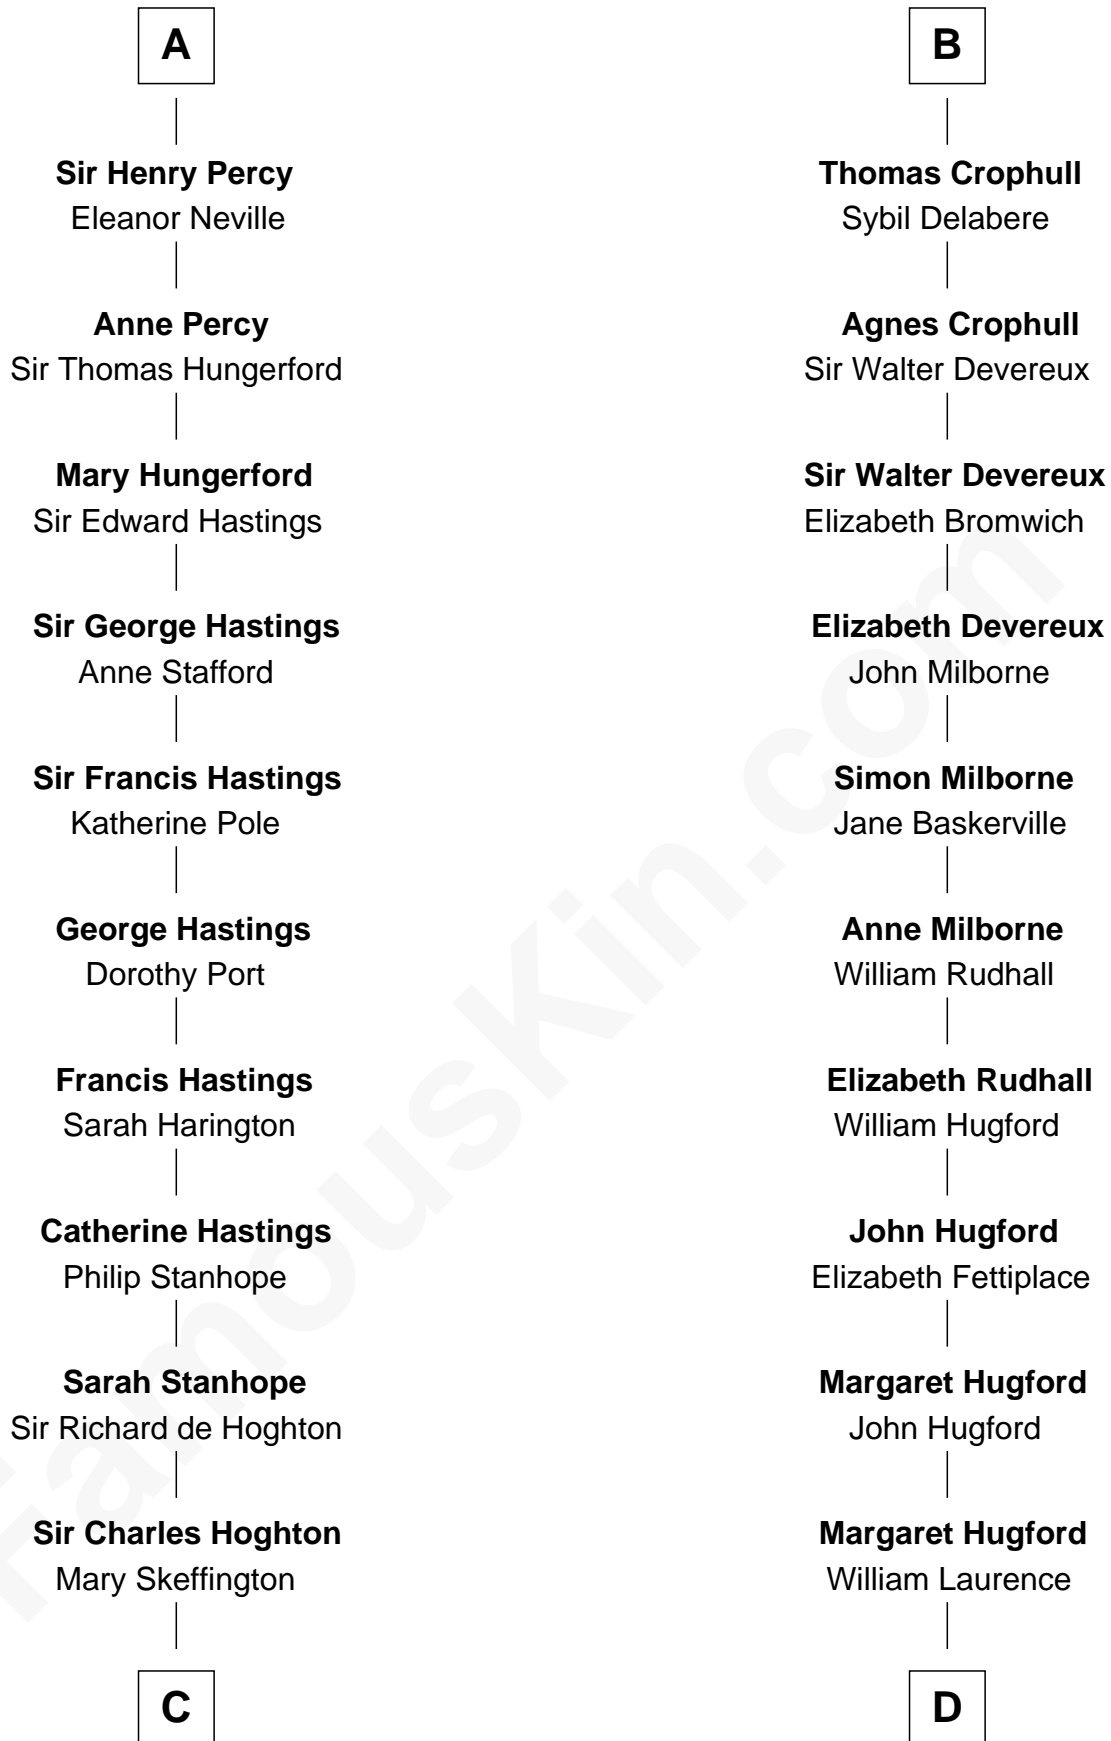 A
Sir Henry Percy
Eleanor Neville
Anne Percy
Sir Thomas Hungerford
Mary Hungerford
Sir Edward Hastings
Sir George Hastings
Anne Stafford
Sir Francis Hastings
Katherine Pole
George Hastings
Dorothy Port
Francis Hastings
Sarah Harington
Catherine Hastings
Philip Stanhope
Sarah Stanhope
Sir Richard de Hoghton
Sir Charles Hoghton
Mary Skeffington
C
B
Thomas Crophull
Sybil Delabere
Agnes Crophull
Sir Walter Devereux
Sir Walter Devereux
Elizabeth Bromwich
Elizabeth Devereux
John Milborne
Simon Milborne
Jane Baskerville
Anne Milborne
William Rudhall
Elizabeth Rudhall
William Hugford
John Hugford
Elizabeth Fettiplace
Margaret Hugford
John Hugford
Margaret Hugford
William Laurence
D
FamousKin.com